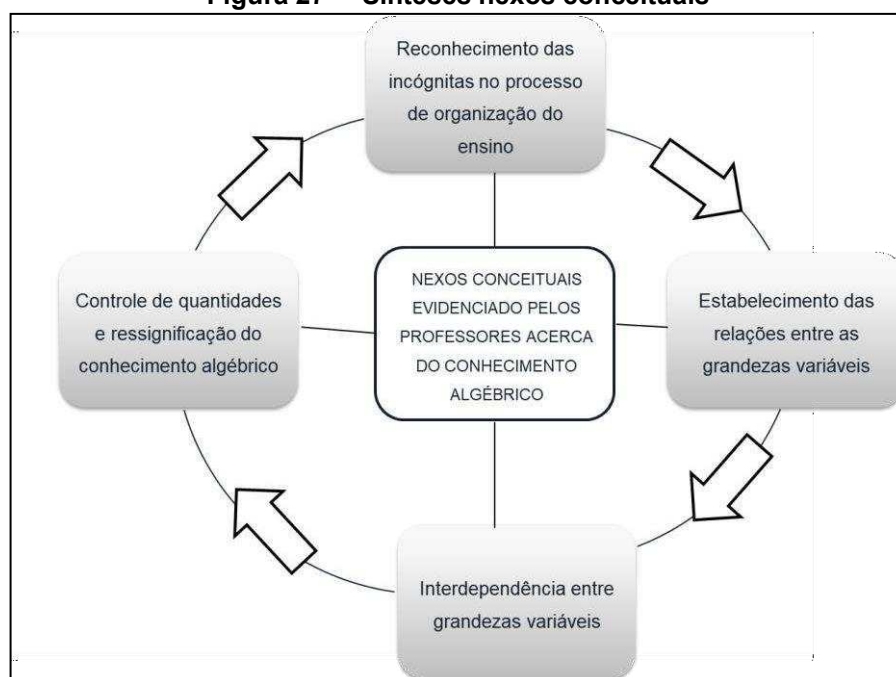 Figura 27 – Sínteses nexos conceituais
Reconhecimento das
incógnitas no processo
de organização do
ensino
Controle de quantidades
e ressignificação do
conhecimento algébrico
NEXOS CONCEITUAIS
EVIDENCIADO PELOS
PROFESSORES ACERCA
DO CONHECIMENTO
ALGÉBRICO
Estabelecimento das
relações entre as
grandezas variáveis
Interdependência entre
grandezas variáveis